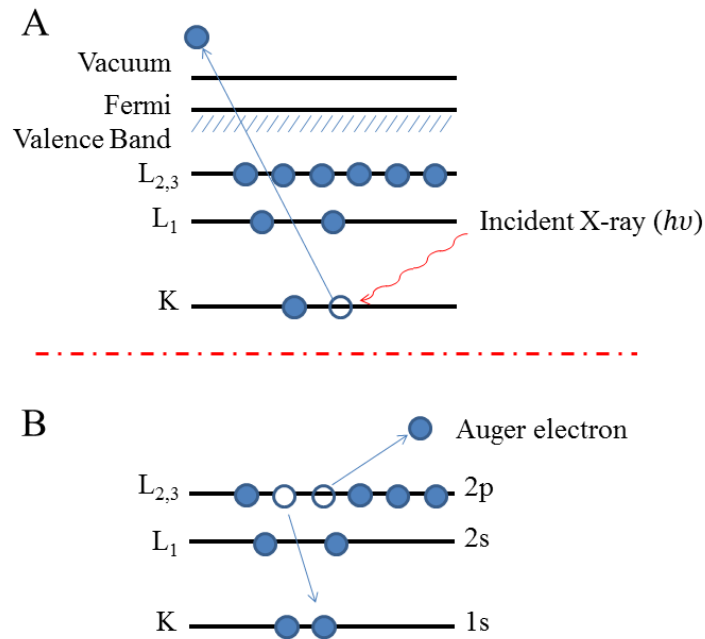 A
Vacuum
Fermi
Valence Band
L2,3
L1
Incident X-ray (hυ)
K
B
Auger electron
L2,3 2p
L1 2s
K 1s